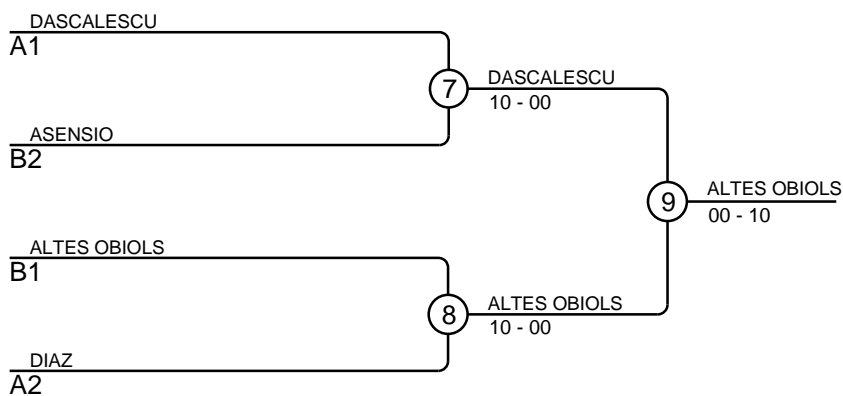 DASCALESCU
A1
7
DASCALESCU
10 - 00
ASENSIO
B2
9
ALTES OBIOLS
00 - 10
ALTES OBIOLS
B1
8
ALTES OBIOLS
10 - 00
DIAZ
A2